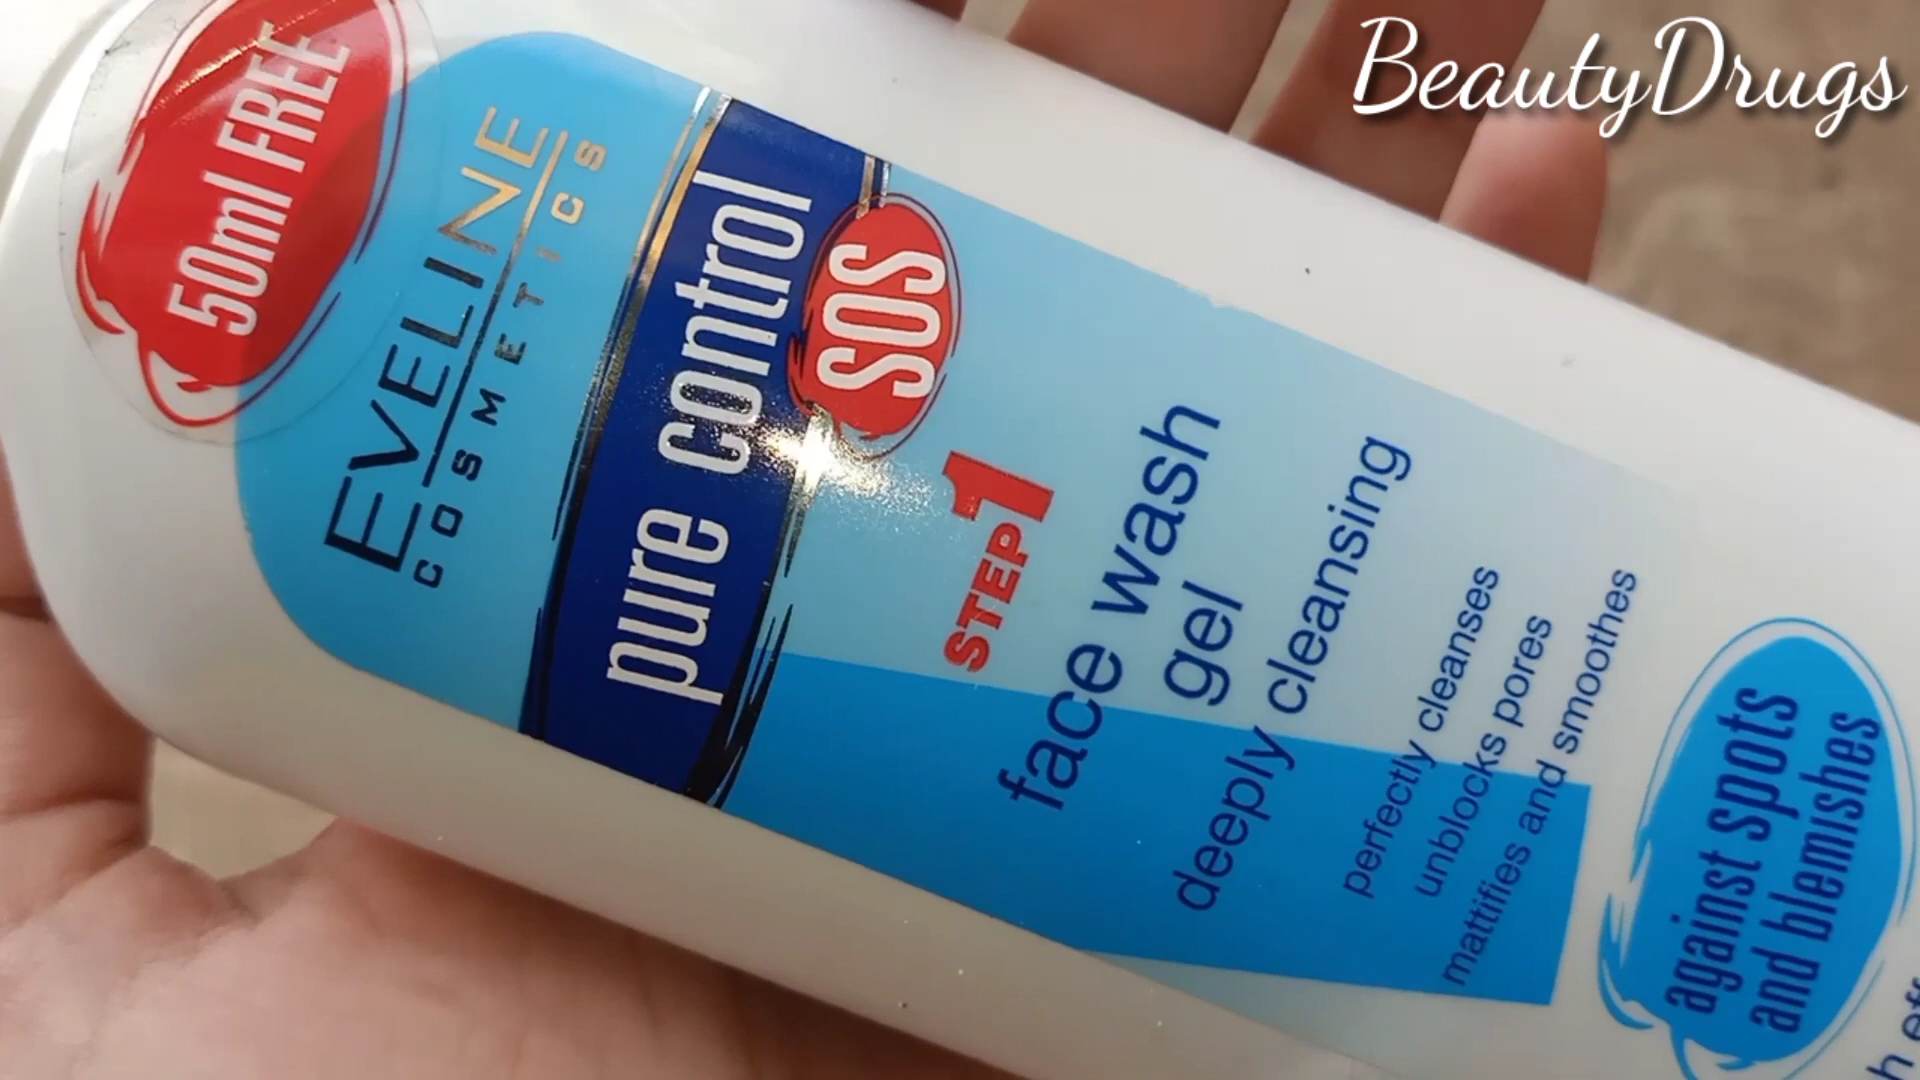 BeautyDrugs
50ml FREE
EVELINE
COSMETICS
pure control
SOS
STEP 1
face wash
gel
deeply cleansing
perfectly cleanses
unblocks pores
mattifies and smoothes
against spots
and blemishes